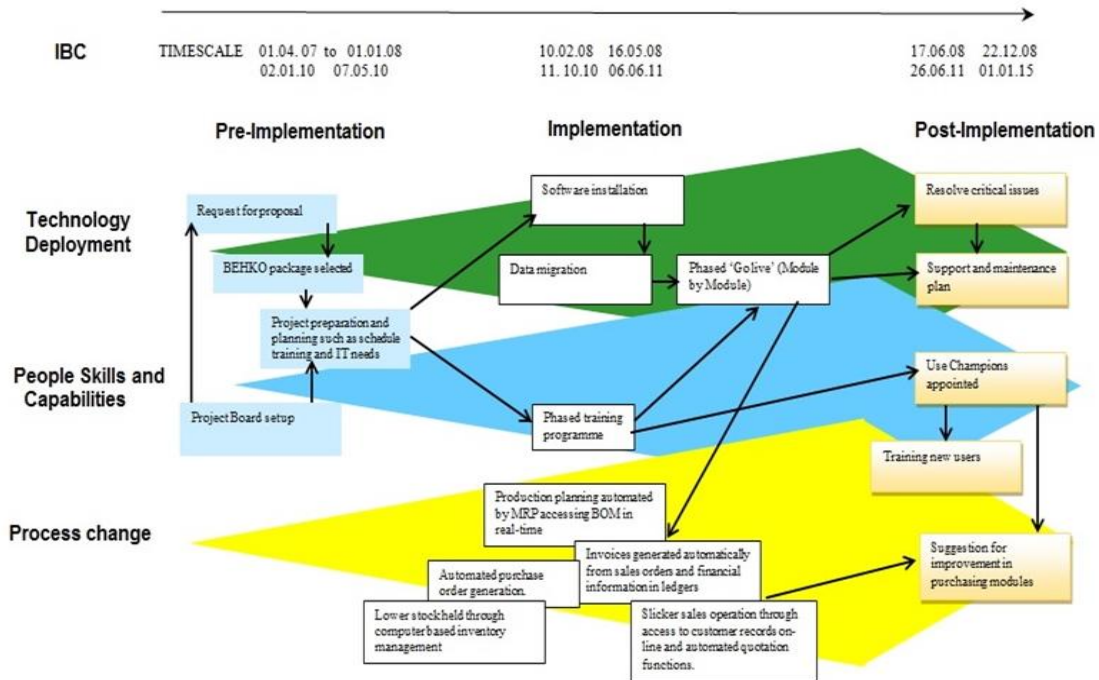 IBC
TIMESCALE 01.04. 07 to 01.01.08
02.01.10 07.05.10
10.02.08 16.05.08
11. 10.10 06.06.11
17.06.08 22.12.08
26.06.11 01.01.15
Pre-Implementation
Implementation
Post-Implementation
Technology
Deployment
Request for proposal
BEHKO package selected
Software installation
Data migration
Phased 'Go live' (Module
by Module)
Resolve critical issues
Support and maintenance
plan
Project preparation and
planning such as schedule
training and IT needs
People Skills and
Capabilities
Project Board setup
Phased training
programme
Use Champions
appointed
Training new users
Process change
Production planning automated
by MRP accessing BOM in
real-time
Invoices generated automatically
from sales orders and financial
information in ledgers
Automated purchase
order generation.
Lower stock held through
computer based inventory
management
Slicker sales operation through
access to customer records on-
line and automated quotation
functions.
Suggestion for
improvement in
purchasing modules